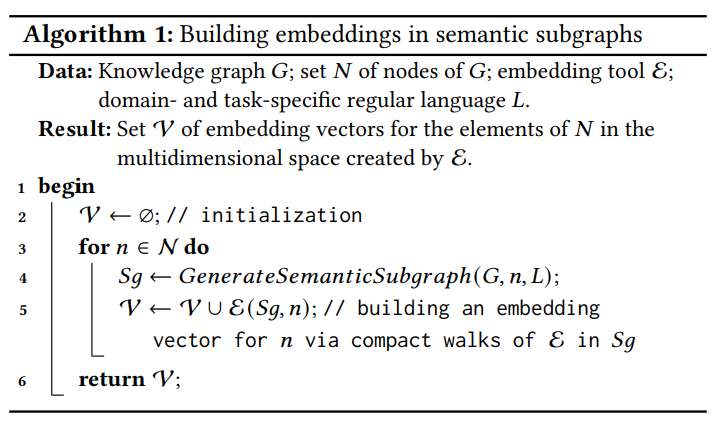 Algorithm 1: Building embeddings in semantic subgraphs
Data: Knowledge graph G; set N of nodes of G; embedding tool ℰ;
domain- and task-specific regular language L.
Result: Set 𝒱 of embedding vectors for the elements of N in the
multidimensional space created by ℰ.
1 begin
2 𝒱 ← ∅; // initialization
3 for n ∈ N do
4 Sg ← GenerateSemanticSubgraph(G, n, L);
5 𝒱 ← 𝒱 ∪ ℰ(Sg, n); // building an embedding
vector for n via compact walks of ℰ in Sg
6 return 𝒱;